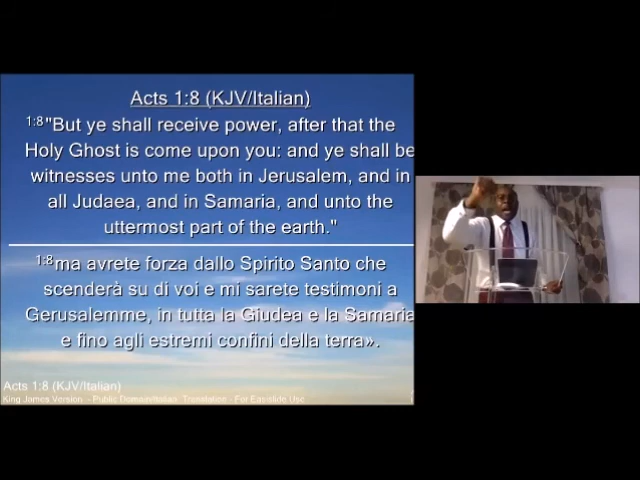 Acts 1:8 (KJV/Italian)
1:8"But ye shall receive power, after that the
Holy Ghost is come upon you: and ye shall be
witnesses unto me both in Jerusalem, and in
all Judaea, and in Samaria, and unto the
uttermost part of the earth."
1:8ma avrete forza dallo Spirito Santo che
scenderà su di voi e mi sarete testimoni a
Gerusalemme, in tutta la Giudea e la Samaria
e fino agli estremi confini della terra».
Acts 1:8 (KJV/Italian)
King James Version - Public Domain/Italian Translation - For EasiSlide Use